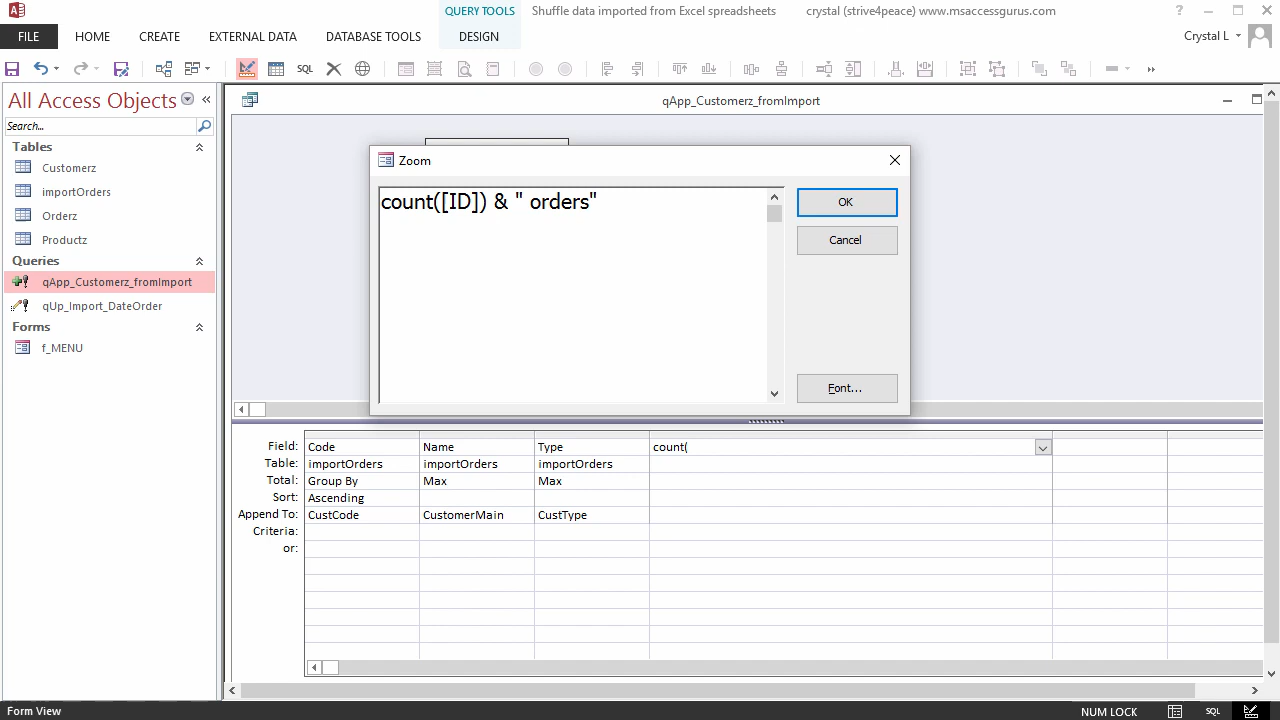 QUERY TOOLS Shuffle data imported from Excel spreadsheets crystal (strive4peace) www.msaccessgurus.com ?
FILE HOME CREATE EXTERNAL DATA DATABASE TOOLS DESIGN Crystal L
SQL
All Access Objects «
Search...
Tables
Customerz
importOrders
Orderz
Productz
Queries
qApp_Customerz_fromImport
qUp_Import_DateOrder
Forms
f_MENU
qApp_Customerz_fromImport
Zoom
count([ID]) & " orders"
OK
Cancel
Font...
Field: Code Name Type count(
Table: importOrders importOrders importOrders
Total: Group By Max Max
Sort: Ascending
Append To: CustCode CustomerMain CustType
Criteria:
or:
Form View NUM LOCK SQL